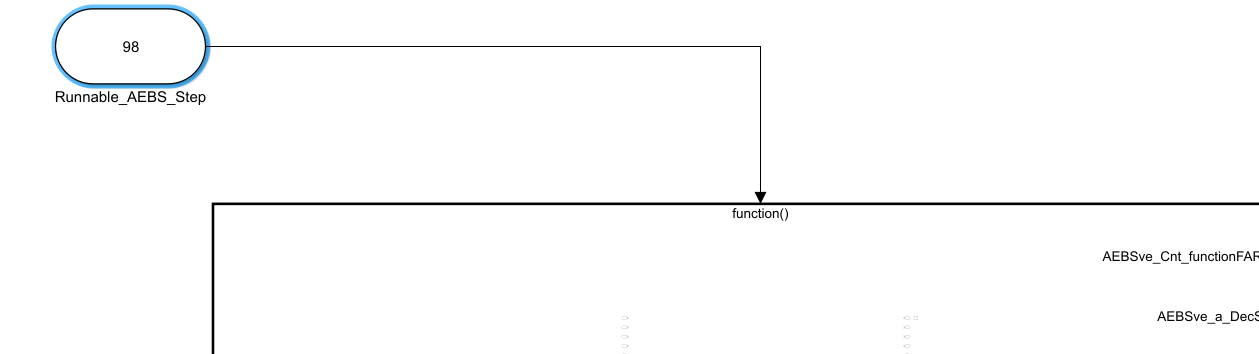 98
Runnable_AEBS_Step
function()
AEBSve_Cnt_functionFAR
AEBSve_a_DecS